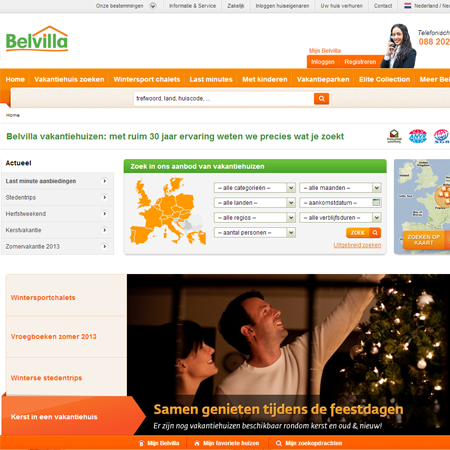 Onze bestemmingen
Informatie & Service
Zakelijk
Inloggen huiseigenaren
Uw huis verhuren
Contact
Nederland / Ne
Belvilla
Telefonisch
088 202
Mijn Belvilla
Inloggen
Registreren
Home
Vakantiehuis zoeken
Wintersport chalets
Last minutes
Met kinderen
Vakantieparken
Elite Collection
Meer Bel
trefwoord, land, huiscode, ...
Home
Belvilla vakantiehuizen: met ruim 30 jaar ervaring weten we precies wat je zoekt
Actueel
Last minute aanbiedingen
Stedentrips
Herfstweekend
Kerstvakantie
Zomervakantie 2013
Zoek in ons aanbod van vakantiehuizen
-- alle categorieën --
-- alle maanden --
-- alle landen --
-- aankomstdatum --
-- alle regios --
-- alle verblijfsduren --
-- aantal personen --
ZOEK
Uitgebreid zoeken
ZOEKEN OP
KAART
Wintersportchalets
Vroegboeken zomer 2013
Winterse stedentrips
Kerst in een vakantiehuis
Samen genieten tijdens de feestdagen
Er zijn nog vakantiehuizen beschikbaar rondom kerst en oud & nieuw!
Mijn Belvilla
Mijn favoriete huizen
Mijn zoekopdrachten